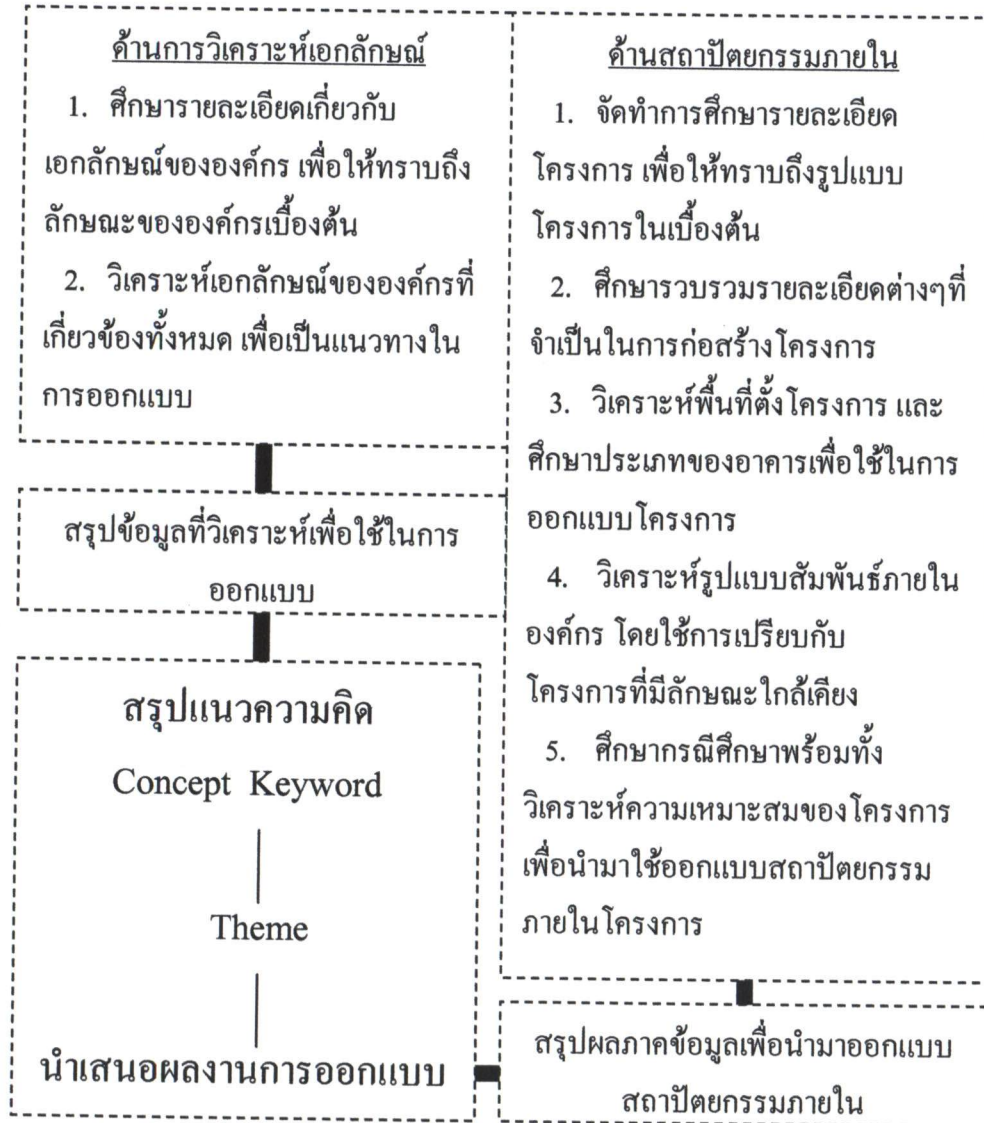 ด้านการวิเคราะห์เอกลักษณ์
1. ศึกษารายละเอียดเกี่ยวกับ
เอกลักษณ์ขององค์กร เพื่อให้ทราบถึง
ลักษณะขององค์กรเบื้องต้น
2. วิเคราะห์เอกลักษณ์ขององค์กรที่
เกี่ยวข้องทั้งหมด เพื่อเป็นแนวทางใน
การออกแบบ
สรุปข้อมูลที่วิเคราะห์เพื่อใช้ในการ
ออกแบบ
สรุปแนวความคิด
Concept Keyword
Theme
นำเสนอผลงานการออกแบบ
ด้านสถาปัตยกรรมภายใน
1. จัดทำการศึกษารายละเอียด
โครงการ เพื่อให้ทราบถึงรูปแบบ
โครงการในเบื้องต้น
2. ศึกษารวบรวมรายละเอียดต่างๆที่
จำเป็นในการก่อสร้างโครงการ
3. วิเคราะห์พื้นที่ตั้งโครงการ และ
ศึกษาประเภทของอาคารเพื่อใช้ในการ
ออกแบบโครงการ
4. วิเคราะห์รูปแบบสัมพันธ์ภายใน
องค์กร โดยใช้การเปรียบกับ
โครงการที่มีลักษณะใกล้เคียง
5. ศึกษากรณีศึกษาพร้อมทั้ง
วิเคราะห์ความเหมาะสมของโครงการ
เพื่อนำมาใช้ออกแบบสถาปัตยกรรม
ภายในโครงการ
สรุปผลภาคข้อมูลเพื่อนำมาออกแบบ
สถาปัตยกรรมภายใน